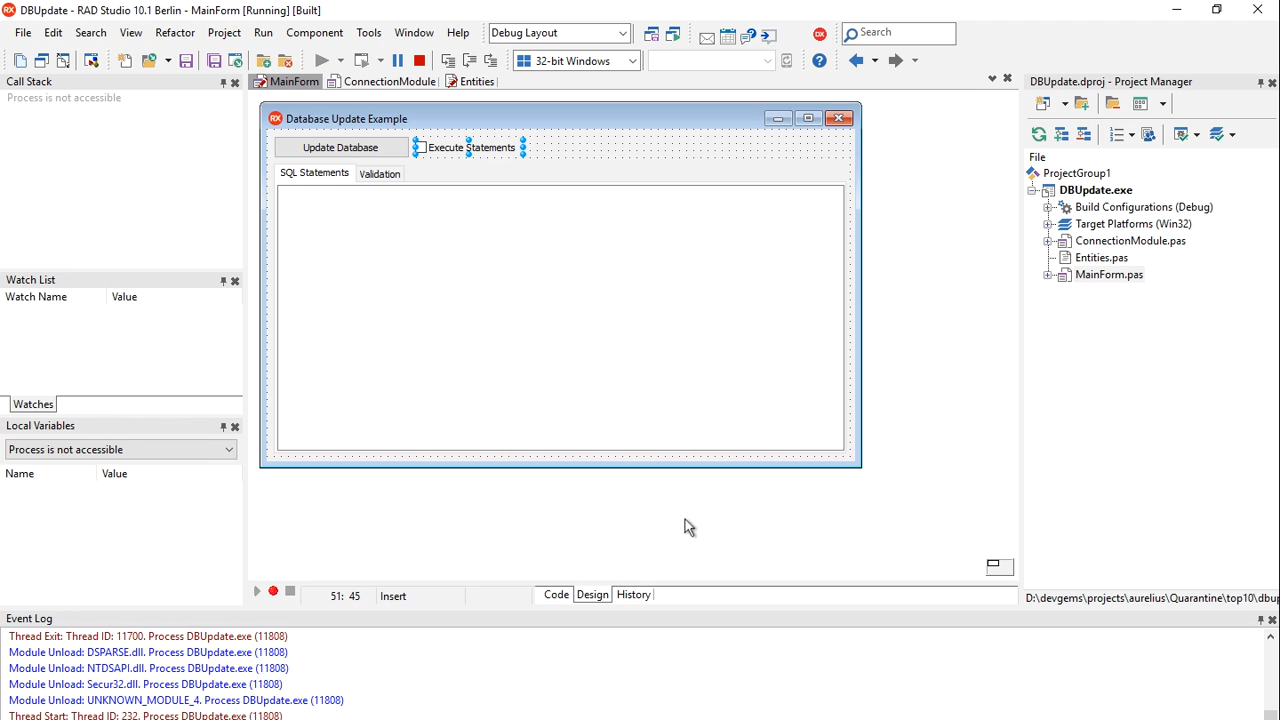 DBUpdate - RAD Studio 10.1 Berlin - MainForm [Running] [Built]
File Edit Search View Refactor Project Run Component Tools Window Help Debug Layout Search
32-bit Windows
Call Stack
Process is not accessible
MainForm ConnectionModule Entities
DBUpdate.dproj - Project Manager
Database Update Example
Update Database Execute Statements
SQL Statements Validation
File
ProjectGroup1
DBUpdate.exe
Build Configurations (Debug)
Target Platforms (Win32)
ConnectionModule.pas
Entities.pas
MainForm.pas
Watch List
Watch Name Value
Watches
Local Variables
Process is not accessible
Name Value
51: 45 Insert Code Design History
D:\devgems\projects\aurelius\Quarantine\top10\dbup
Event Log
Thread Exit: Thread ID: 11700. Process DBUpdate.exe (11808)
Module Unload: DSPARSE.dll. Process DBUpdate.exe (11808)
Module Unload: NTDSAPI.dll. Process DBUpdate.exe (11808)
Module Unload: Secur32.dll. Process DBUpdate.exe (11808)
Module Unload: UNKNOWN_MODULE_4. Process DBUpdate.exe (11808)
Thread Start: Thread ID: 232. Process DBUpdate.exe (11808)